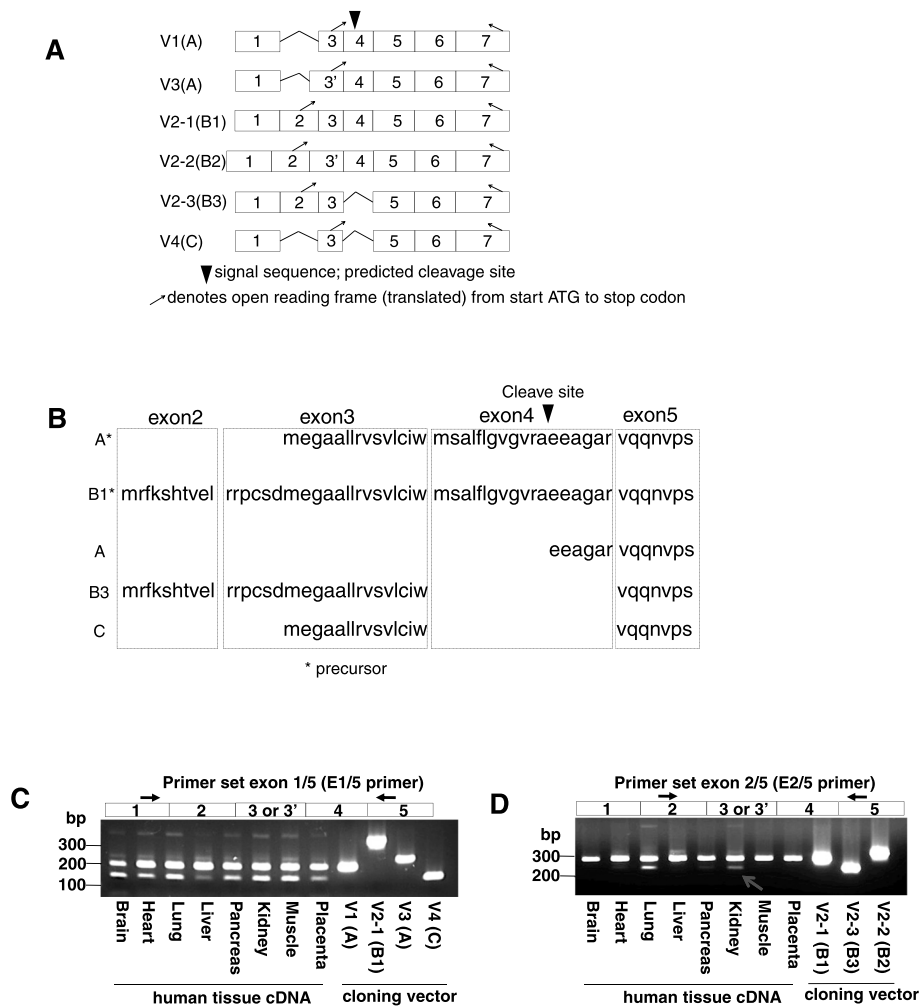 A
V1(A) 1 3 4 5 6 7
V3(A) 1 3' 4 5 6 7
V2-1(B1) 1 2 3 4 5 6 7
V2-2(B2) 1 2 3' 4 5 6 7
V2-3(B3) 1 2 3 5 6 7
V4(C) 1 3 5 6 7
signal sequence; predicted cleavage site
denotes open reading frame (translated) from start ATG to stop codon
B
Cleave site
exon2 exon3 exon4 exon5
A* megaallrvsvlciw msalflgvgvraeeagar vqqnvps
B1* mrfkshtvel rrpcsdmegaallrvsvlciw msalflgvgvraeeagar vqqnvps
A eeagar vqqnvps
B3 mrfkshtvel rrpcsdmegaallrvsvlciw vqqnvps
C megaallrvsvlciw vqqnvps
* precursor
C
Primer set exon 1/5 (E1/5 primer)
1 2 3 or 3' 4 5
bp
300
200
100
Brain
Heart
Lung
Liver
Pancreas
Kidney
Muscle
Placenta
V1 (A)
V2-1 (B1)
V3 (A)
V4 (C)
human tissue cDNA cloning vector
D
Primer set exon 2/5 (E2/5 primer)
1 2 3 or 3' 4 5
bp
300
200
Brain
Heart
Lung
Liver
Pancreas
Kidney
Muscle
Placenta
V2-1 (B1)
V2-3 (B3)
V2-2 (B2)
human tissue cDNA cloning vector